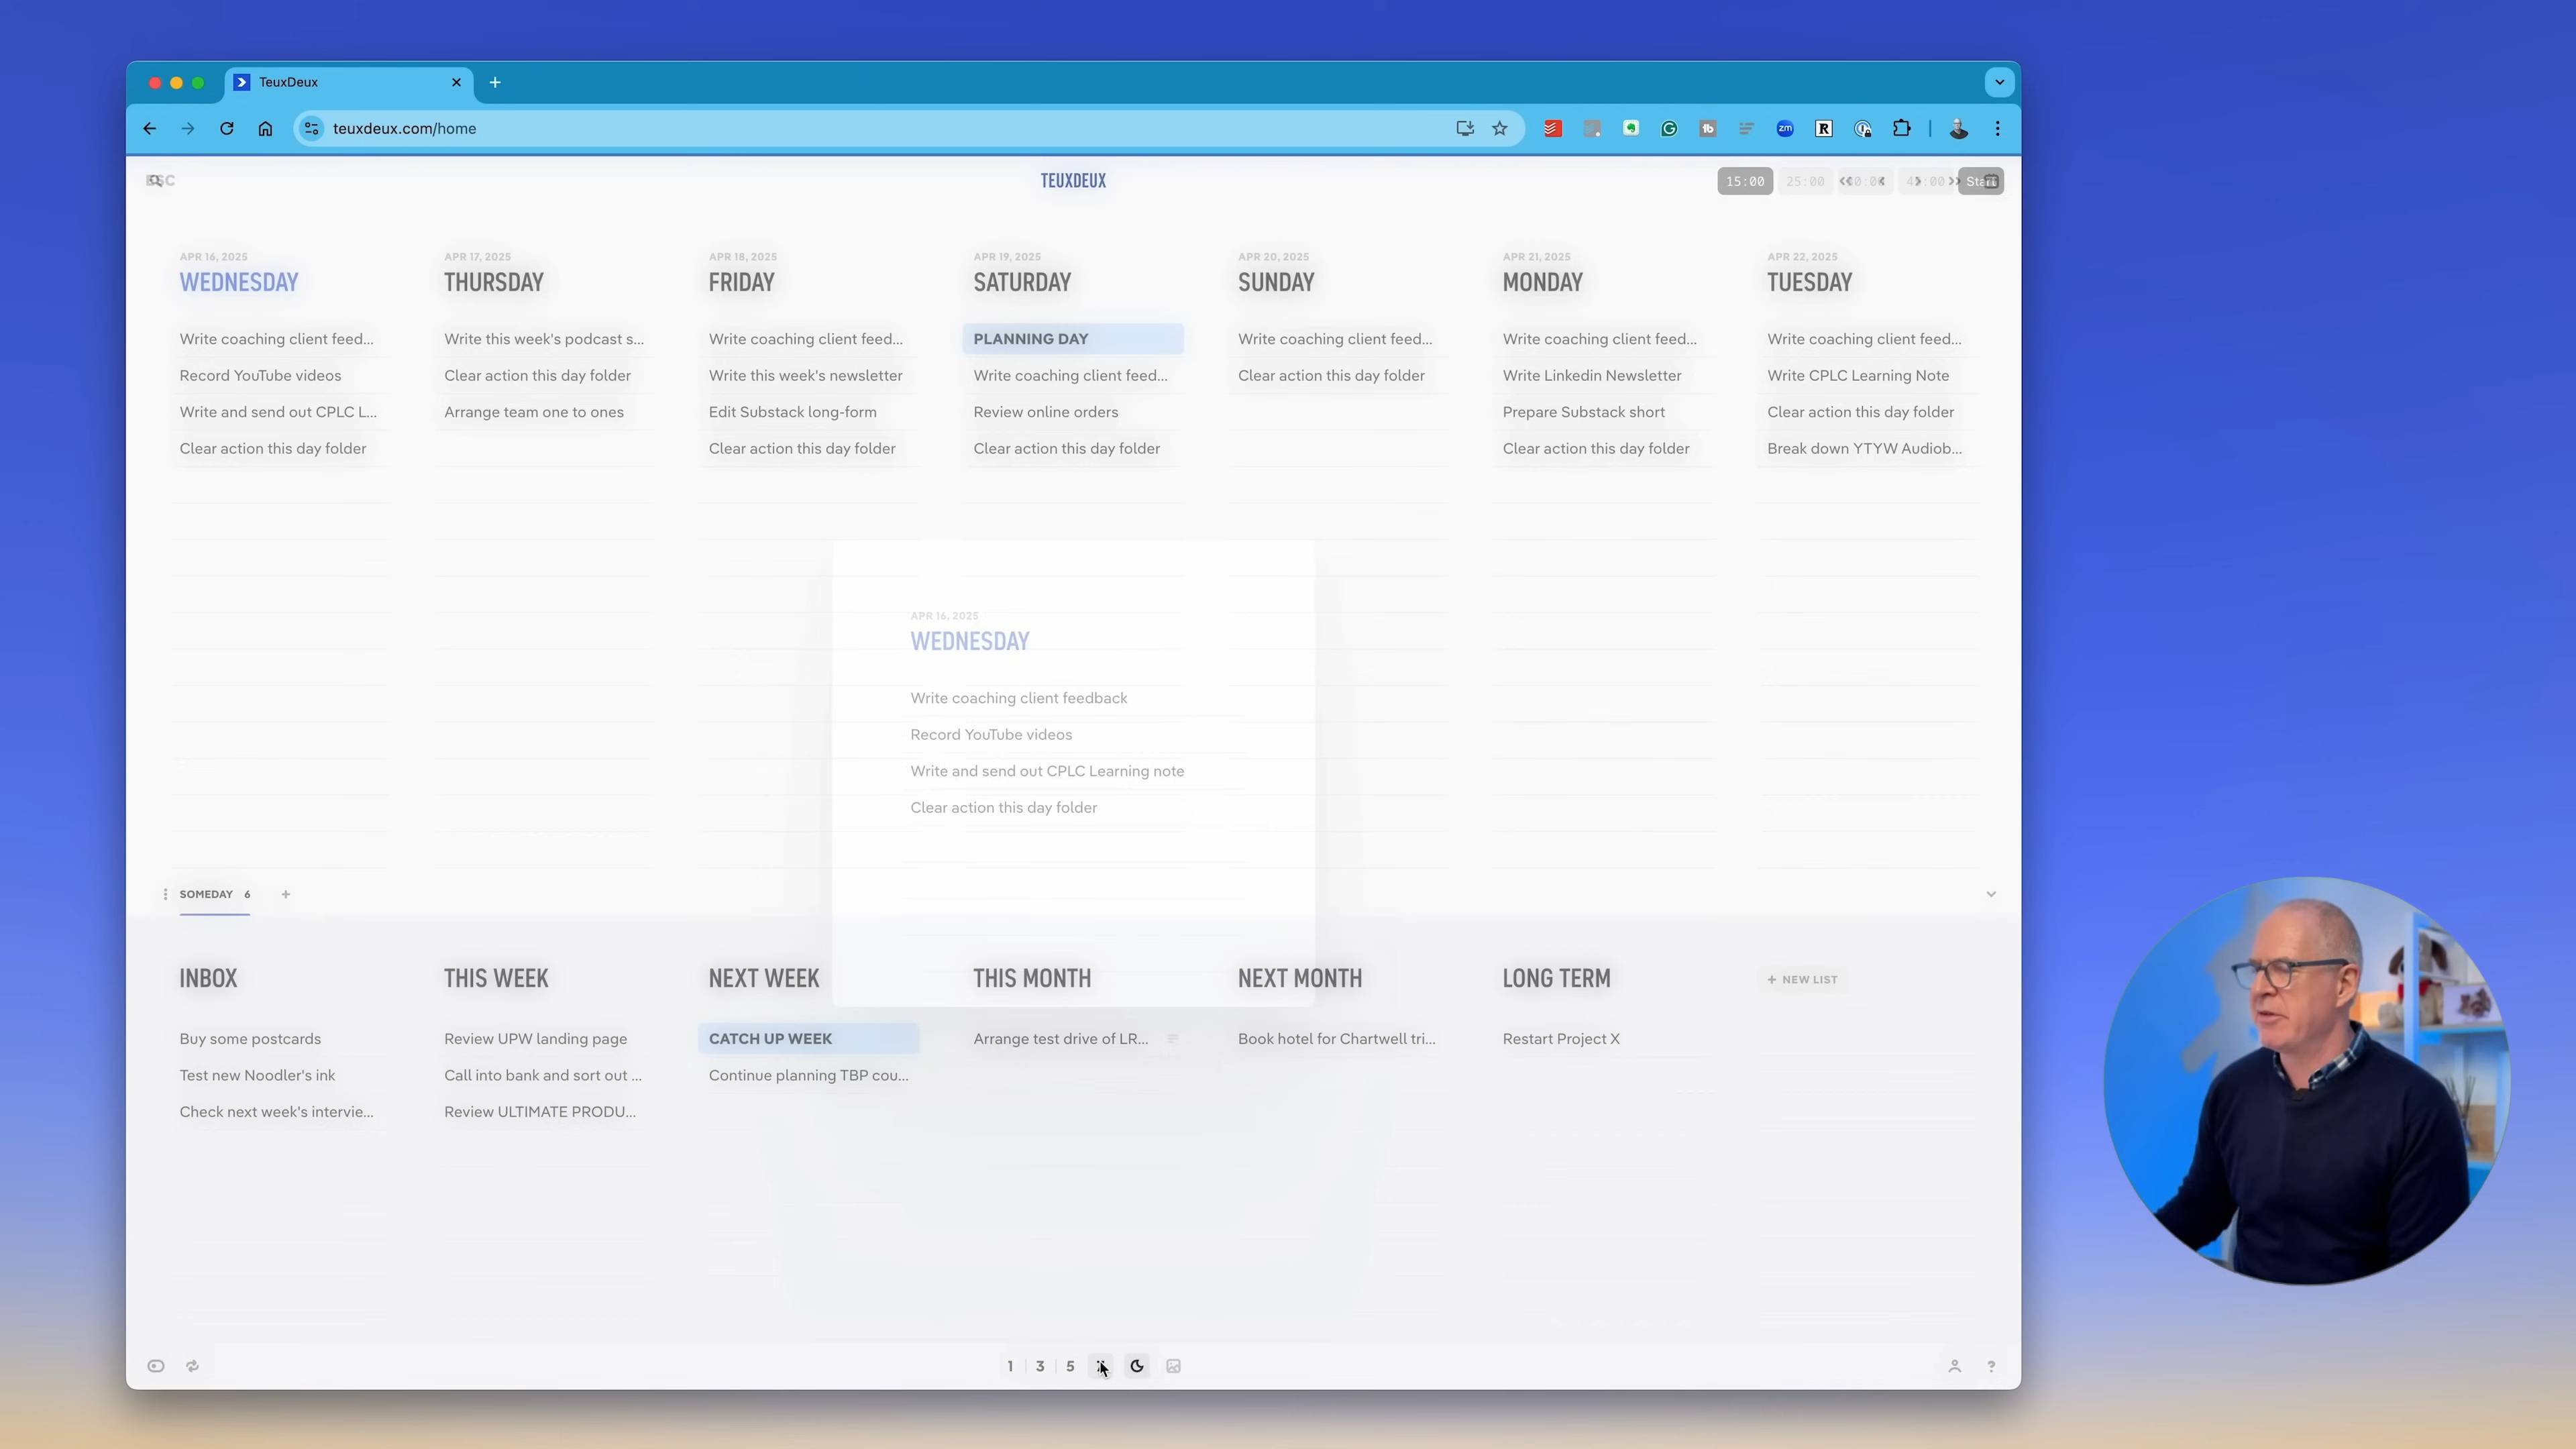 TeuxDeux
teuxdeux.com/home
ESC
TEUXDEUX
15:00 25:00 Start
APR 16, 2025
WEDNESDAY
Write coaching client feed...
Record YouTube videos
Write and send out CPLC L...
Clear action this day folder
APR 17, 2025
THURSDAY
Write this week's podcast s...
Clear action this day folder
Arrange team one to ones
APR 18, 2025
FRIDAY
Write coaching client feed...
Write this week's newsletter
Edit Substack long-form
Clear action this day folder
APR 19, 2025
SATURDAY
PLANNING DAY
Write coaching client feed...
Review online orders
Clear action this day folder
APR 20, 2025
SUNDAY
Write coaching client feed...
Clear action this day folder
APR 21, 2025
MONDAY
Write coaching client feed...
Write Linkedin Newsletter
Prepare Substack short
Clear action this day folder
APR 22, 2025
TUESDAY
Write coaching client feed...
Write CPLC Learning Note
Clear action this day folder
Break down YTYW Audiob...
APR 16, 2025
WEDNESDAY
Write coaching client feedback
Record YouTube videos
Write and send out CPLC Learning note
Clear action this day folder
SOMEDAY 6 +
INBOX
Buy some postcards
Test new Noodler's ink
Check next week's intervie...
THIS WEEK
Review UPW landing page
Call into bank and sort out ...
Review ULTIMATE PRODU...
NEXT WEEK
CATCH UP WEEK
Continue planning TBP cou...
THIS MONTH
Arrange test drive of LR...
NEXT MONTH
Book hotel for Chartwell tri...
LONG TERM
Restart Project X
+ NEW LIST
1 3 5
?